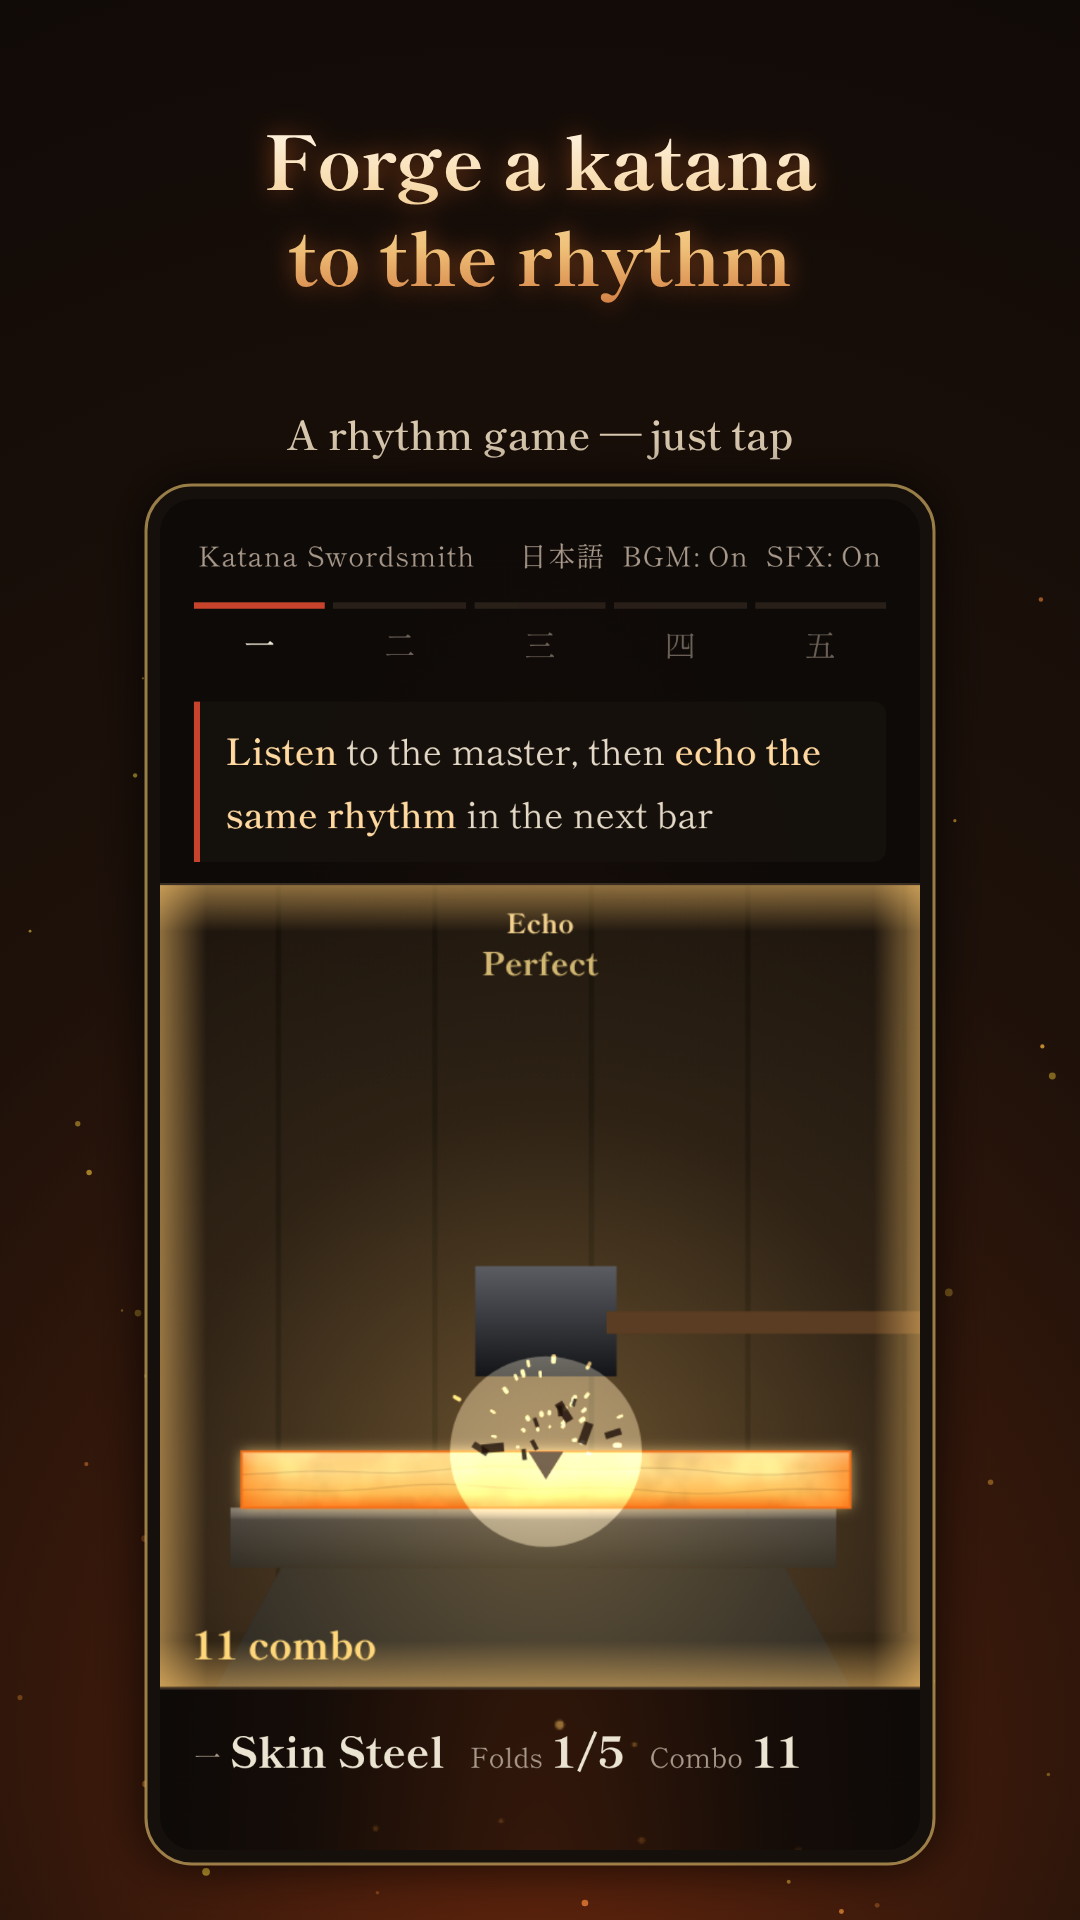 Forge a katana
to the rhythm
A rhythm game — just tap
Katana Swordsmith 日本語 BGM: On SFX: On
一 二 三 四 五
Listen to the master, then echo the
same rhythm in the next bar
Echo
Perfect
11 combo
一 Skin Steel Folds 1/5 Combo 11